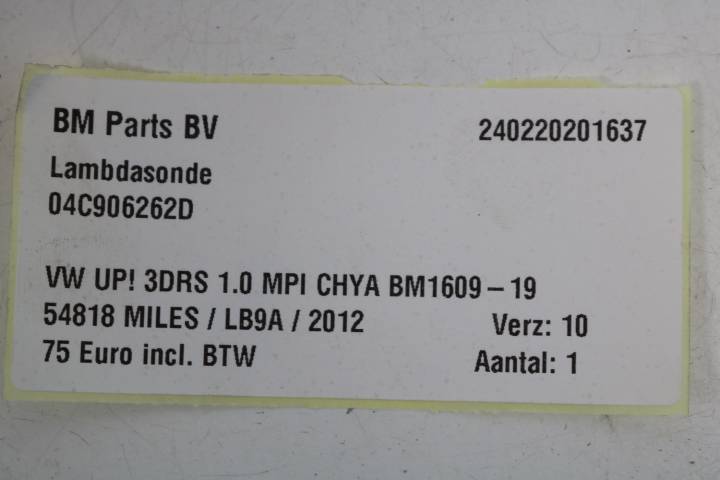 BM Parts BV 240220201637
Lambdasonde
04C906262D
VW UP! 3DRS 1.0 MPI CHYA BM1609 – 19
54818 MILES / LB9A / 2012 Verz: 10
75 Euro incl. BTW Aantal: 1